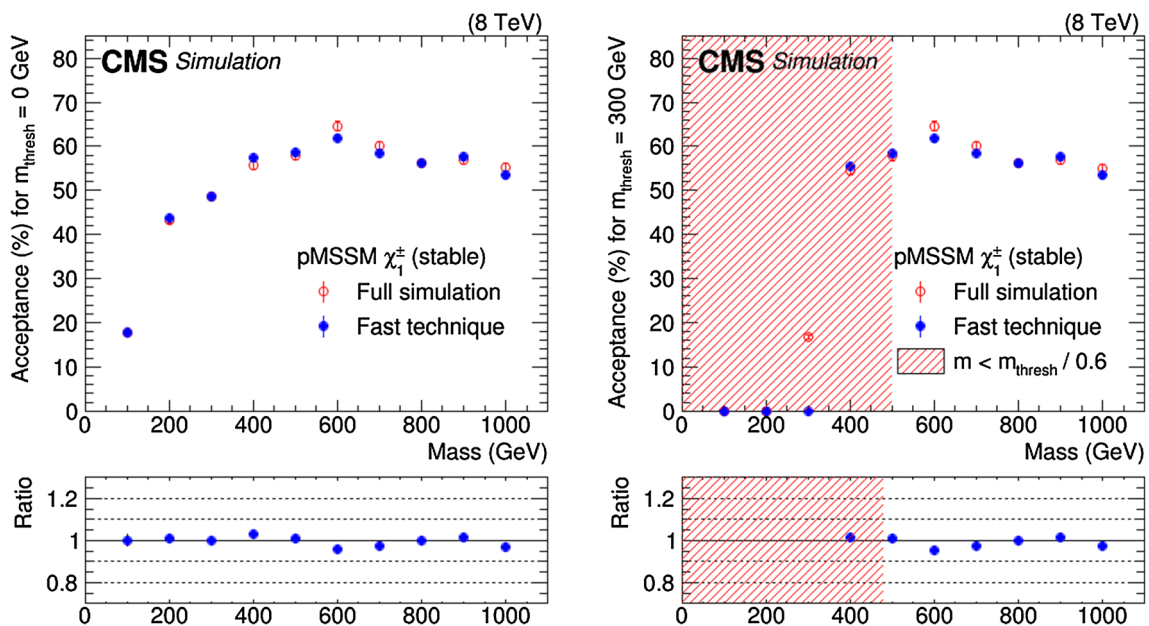 (8 TeV)
CMS Simulation
Acceptance (%) for m_thresh = 0 GeV
80
70
60
50
40
30
20
10
0
pMSSM χ₁± (stable)
Full simulation
Fast technique
0 200 400 600 800 1000
Mass (GeV)
Ratio
1.2
1
0.8
0 200 400 600 800 1000
(8 TeV)
CMS Simulation
Acceptance (%) for m_thresh = 300 GeV
80
70
60
50
40
30
20
10
0
pMSSM χ₁± (stable)
Full simulation
Fast technique
m < m_thresh / 0.6
0 200 400 600 800 1000
Mass (GeV)
Ratio
1.2
1
0.8
0 200 400 600 800 1000